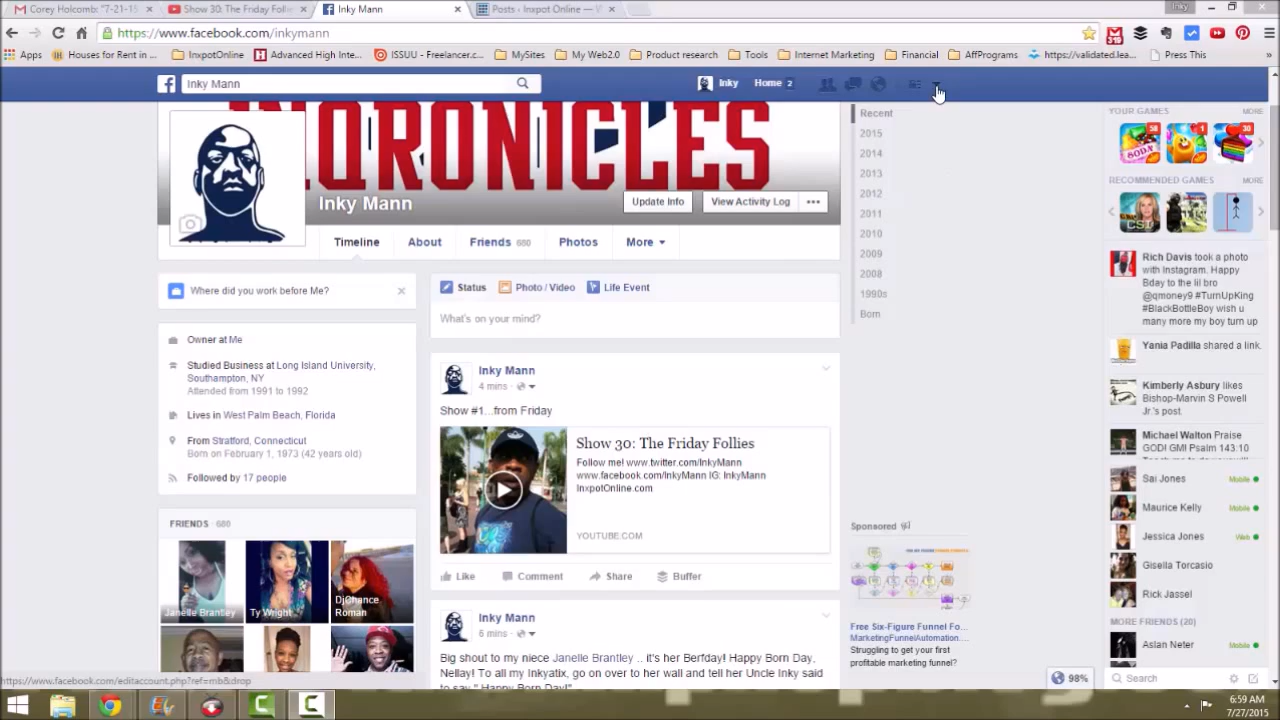 Corey Holcomb: "7-21-15
Show 30: The Friday Folli
Inky Mann
Posts ‹ Inxpot Online — W
Inky
https://www.facebook.com/inkymann
319
Apps
Houses for Rent in ...
InxpotOnline
Advanced High Inte...
(SUI - Freelancer.c...
MySites
My Web2.0
Product research
Tools
Internet Marketing
Financial
AffPrograms
https://validated.lea...
Press This
Inky Mann
Inky
Home 2
QRONICLES
Inky Mann
Update Info
View Activity Log
Timeline
About
Friends 680
Photos
More
Where did you work before Me?
Owner at Me
Studied Business at Long Island University,
Southampton, NY
Attended from 1991 to 1992
Lives in West Palm Beach, Florida
From Stratford, Connecticut
Born on February 1, 1973 (42 years old)
Followed by 17 people
FRIENDS · 680
Janelle Brantley
Ty Wright
DjChance
Roman
Status
Photo / Video
Life Event
What's on your mind?
Inky Mann
4 mins ·
Show #1...from Friday
Show 30: The Friday Follies
Follow me! www.twitter.com/InkyMann
www.facebook.com/InkyMann IG: InkyMann
InxpotOnline.com
YOUTUBE.COM
Like
Comment
Share
Buffer
Inky Mann
6 mins ·
Big shout to my niece Janelle Brantley .. it's her Berfday! Happy Born Day,
Nellay! To all my Inkyatix, go on over to her wall and tell her Uncle Inky said
to say " Happy Born Day!"
Recent
2015
2014
2013
2012
2011
2010
2009
2008
1990s
Born
Sponsored
Free Six-Figure Funnel Fo...
MarketingFunnelAutomation....
Struggling to get your first
profitable marketing funnel?
YOUR GAMES
MORE
58
1
30
SODA
RECOMMENDED GAMES
MORE
CSI
Rich Davis took a photo
with Instagram. Happy
Bday to the lil bro
@qmoney9 #TurnUpKing
#BlackBottleBoy wish u
many more my boy turn up
Yania Padilla shared a link.
Kimberly Asbury likes
Bishop-Marvin S Powell
Jr.'s post.
Michael Walton Praise
GOD! GM! Psalm 143:10
Sai Jones
Mobile
Maurice Kelly
Mobile
Jessica Jones
Web
Gisella Torcasio
Rick Jassel
MORE FRIENDS (20)
Aslan Neter
Mobile
Search
98%
https://www.facebook.com/editaccount.php?ref=mb&drop
6:59 AM
7/27/2015